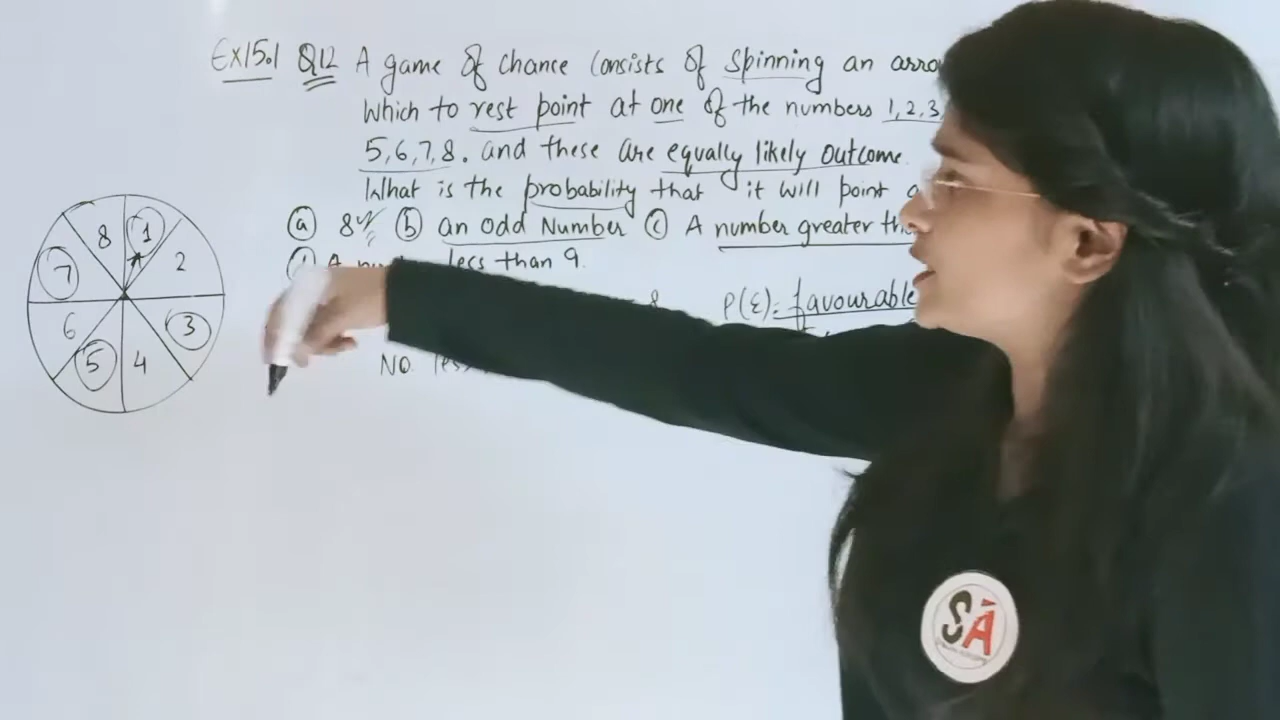 Ex15.1 Q12 A game of chance consists of spinning an arro
Which to rest point at one of the numbers 1,2,3
5,6,7,8. and these are equally likely outcome.
What is the probability that it will point
(a) 8 (b) an odd Number (c) A number greater th
less than 9.
8 P(E) = favourable
NO. less
8 1
7 2
6 3
5 4
SA